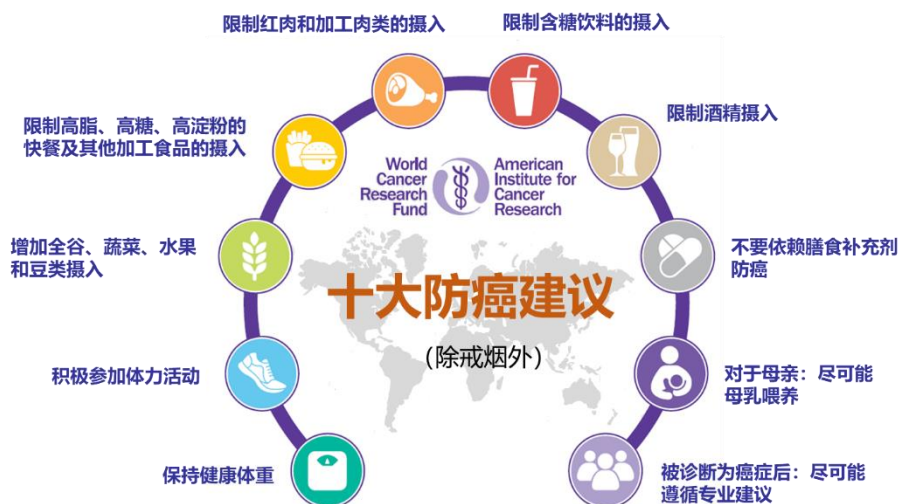 限制红肉和加工肉类的摄入
限制含糖饮料的摄入
限制高脂、高糖、高淀粉的
快餐及其他加工食品的摄入
限制酒精摄入
World
Cancer
Research
Fund
American
Institute for
Cancer
Research
增加全谷、蔬菜、水果
和豆类摄入
不要依赖膳食补充剂
防癌
十大防癌建议
(除戒烟外)
积极参加体力活动
对于母亲：尽可能
母乳喂养
保持健康体重
被诊断为癌症后：尽可能
遵循专业建议